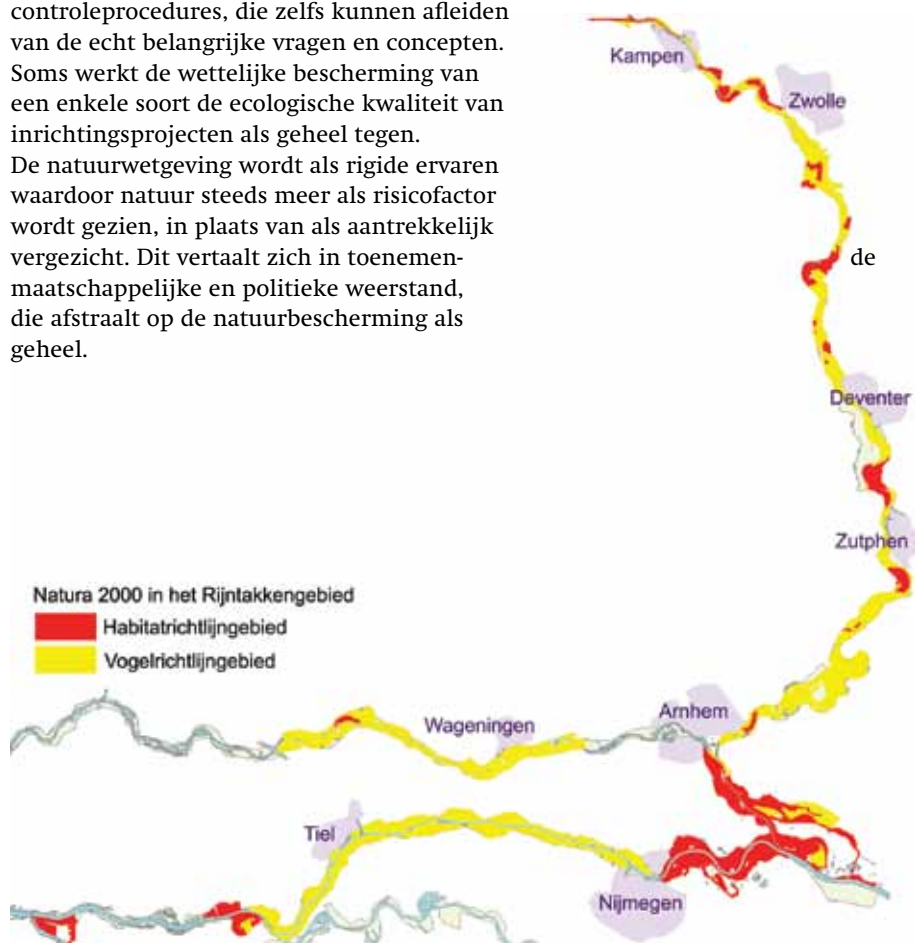 controleprocedures, die zelfs kunnen afleiden
van de echt belangrijke vragen en concepten.
Soms werkt de wettelijke bescherming van
een enkele soort de ecologische kwaliteit van
inrichtingsprojecten als geheel tegen.
De natuurwetgeving wordt als rigide ervaren
waardoor natuur steeds meer als risicofactor
wordt gezien, in plaats van als aantrekkelijk
vergezicht. Dit vertaalt zich in toenemen- de
maatschappelijke en politieke weerstand,
die afstraalt op de natuurbescherming als
geheel.
Kampen
Zwolle
Deventer
Zutphen
Natura 2000 in het Rijntakkengebied
Habitatrichtlijngebied
Vogelrichtlijngebied
Wageningen
Arnhem
Tiel
Nijmegen